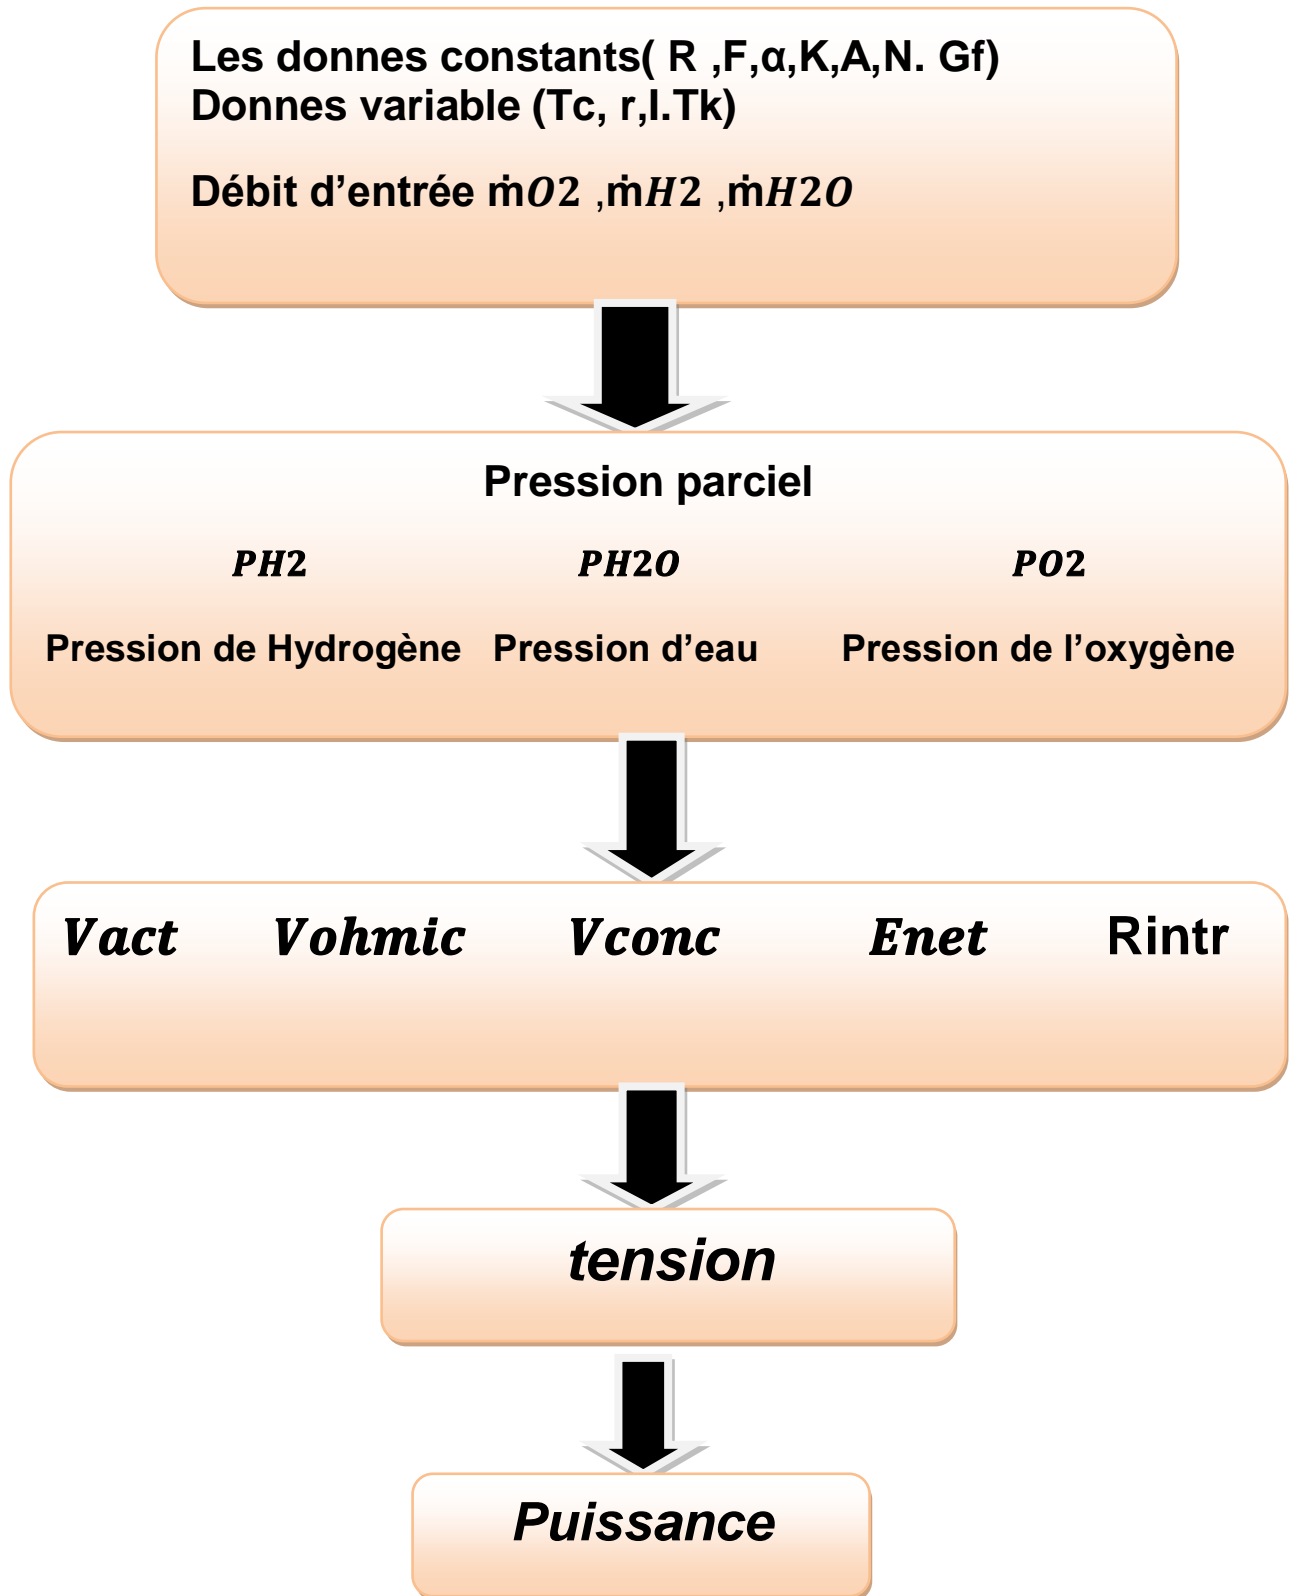 Les donnes constants( R ,F,α,K,A,N. Gf)
Donnes variable (Tc, r,I.Tk)
Débit d’entrée ṁO2 ,ṁH2 ,ṁH2O
Pression parciel
PH2 PH2O PO2
Pression de Hydrogène Pression d’eau Pression de l’oxygène
Vact Vohmic Vconc Enet Rintr
tension
Puissance